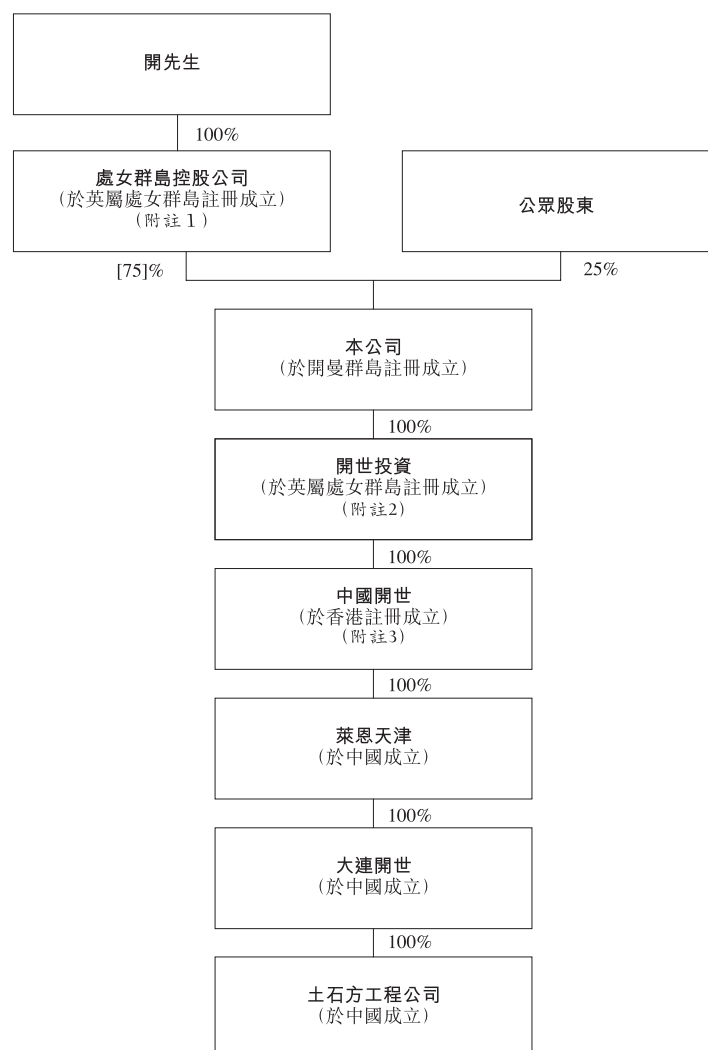 開先生
100%
處女群島控股公司
(於英屬處女群島註冊成立)
(附註1)
公眾股東
[75]%
25%
本公司
(於開曼群島註冊成立)
100%
開世投資
(於英屬處女群島註冊成立)
(附註2)
100%
中國開世
(於香港註冊成立)
(附註3)
100%
萊恩天津
(於中國成立)
100%
大連開世
(於中國成立)
100%
土石方工程公司
(於中國成立)